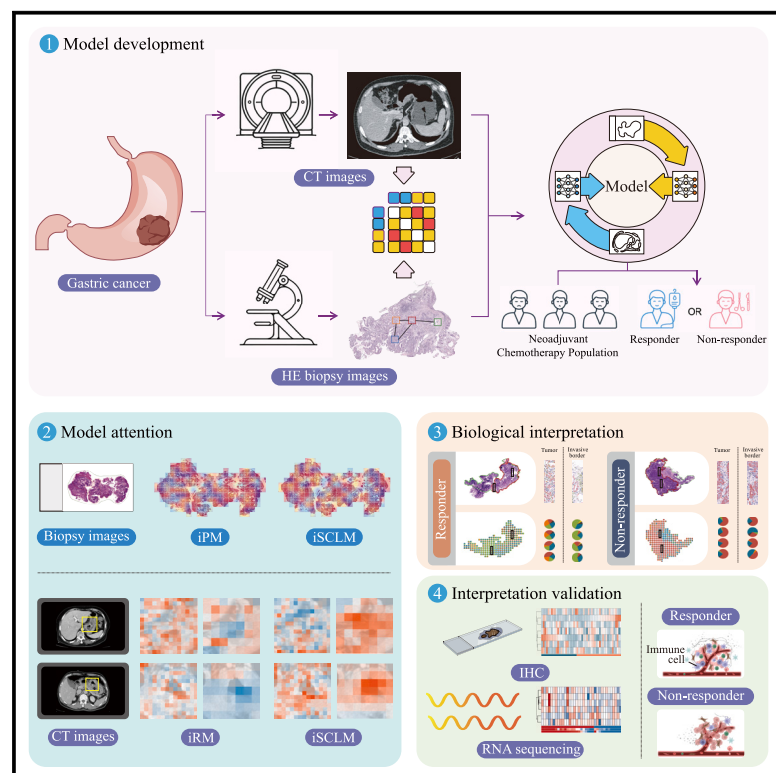 1 Model development
CT images
Gastric cancer
HE biopsy images
Model
Neoadjuvant
Chemotherapy Population
Responder
OR
Non-responder
2 Model attention
Biopsy images
iPM
iSCLM
CT images
iRM
iSCLM
3 Biological interpretation
Responder
Tumor
Invasive
border
Non-responder
Tumor
Invasive
border
4 Interpretation validation
IHC
RNA sequencing
Responder
Immune
cell
Non-responder